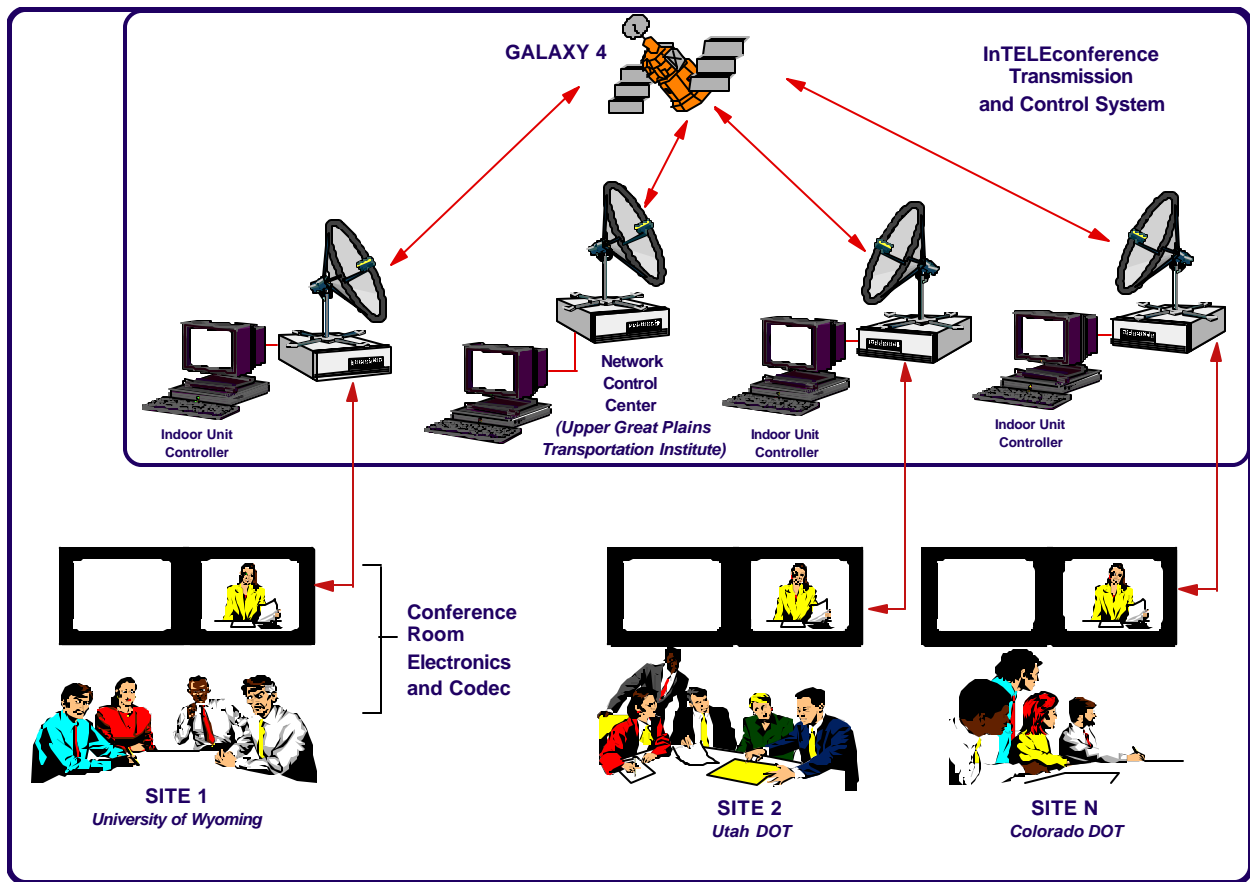 GALAXY 4
InTELEconference
Transmission
and Control System
Network
Control
Center
(Upper Great Plains
Transportation Institute)
Indoor Unit
Controller
Indoor Unit
Controller
Indoor Unit
Controller
Conference
Room
Electronics
and Codec
SITE 1
University of Wyoming
SITE 2
Utah DOT
SITE N
Colorado DOT